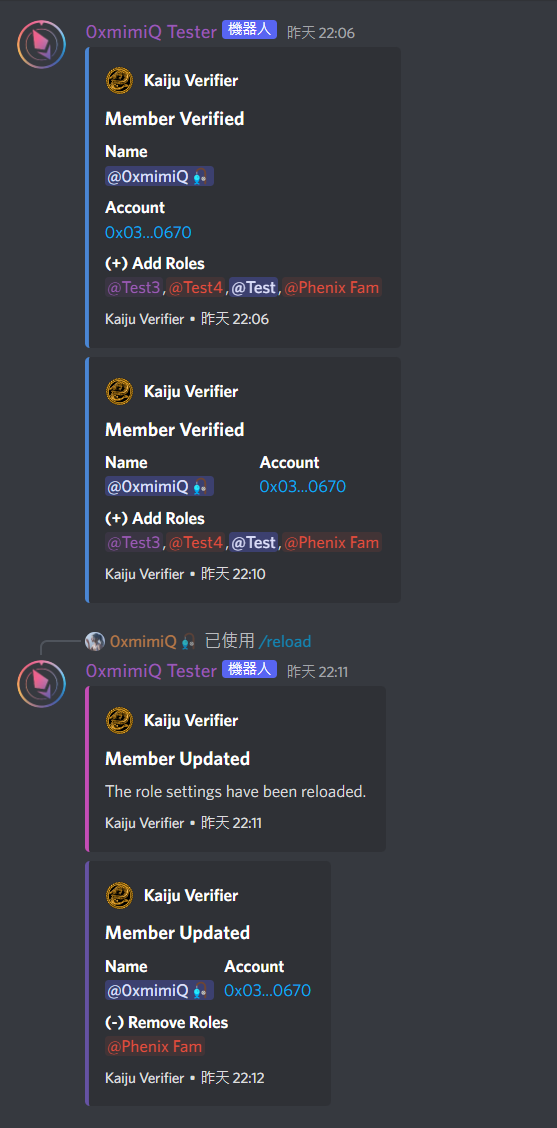 0xmimiQ Tester 機器人 昨天 22:06
Kaiju Verifier
Member Verified
Name
@0xmimiQ🎣
Account
0x03...0670
(+) Add Roles
@Test3,@Test4,@Test,@Phenix Fam
Kaiju Verifier • 昨天 22:06
Kaiju Verifier
Member Verified
Name Account
@0xmimiQ🎣 0x03...0670
(+) Add Roles
@Test3,@Test4,@Test,@Phenix Fam
Kaiju Verifier • 昨天 22:10
0xmimiQ🎣 已使用 /reload
0xmimiQ Tester 機器人 昨天 22:11
Kaiju Verifier
Member Updated
The role settings have been reloaded.
Kaiju Verifier • 昨天 22:11
Kaiju Verifier
Member Updated
Name Account
@0xmimiQ🎣 0x03...0670
(-) Remove Roles
@Phenix Fam
Kaiju Verifier • 昨天 22:12